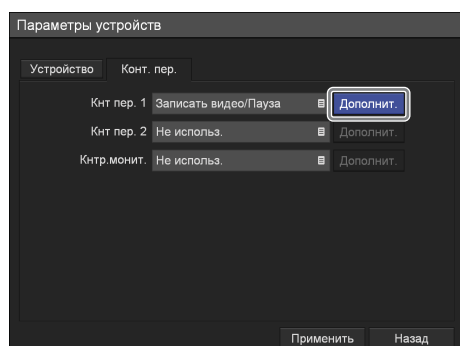 Параметры устройств
Устройство Конт. пер.
Кнт пер. 1 Записать видео/Пауза Дополнит.
Кнт пер. 2 Не использ. Дополнит.
Кнтр.монит. Не использ. Дополнит.
Применить Назад